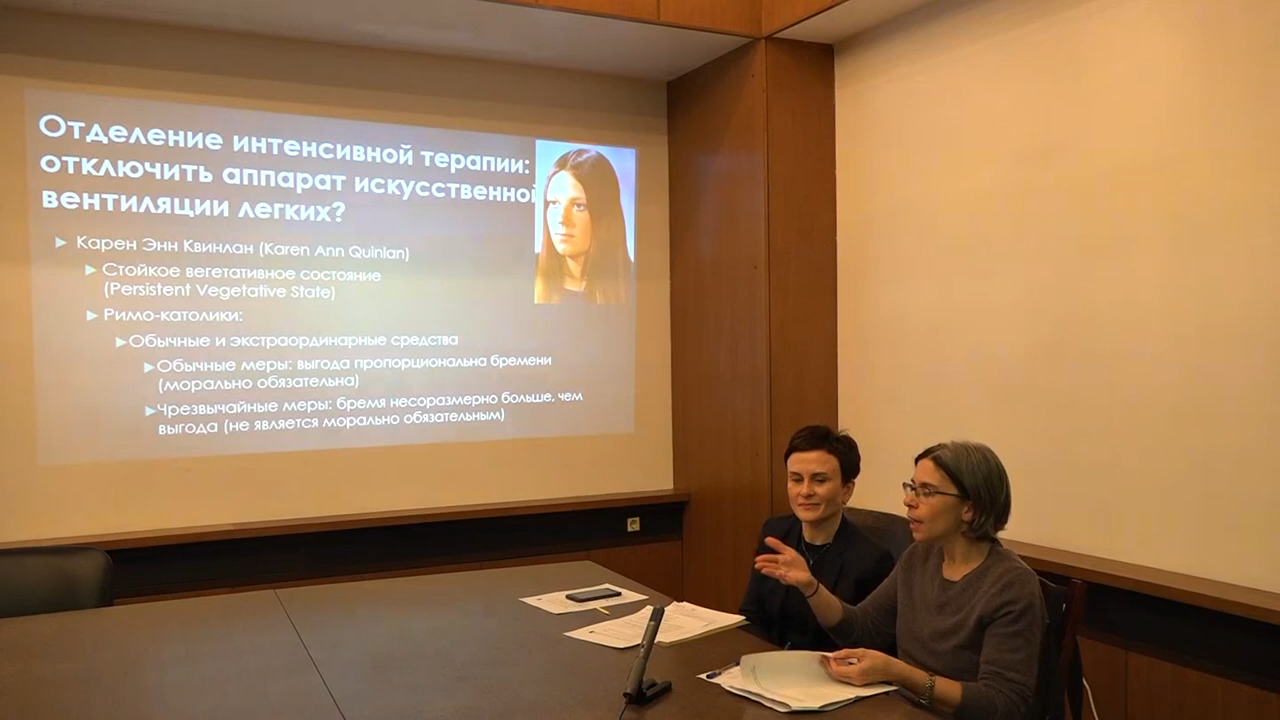 Отделение интенсивной терапии:
отключить аппарат искусственной
вентиляции легких?
Карен Энн Квинлан (Karen Ann Quinlan)
Стойкое вегетативное состояние
(Persistent Vegetative State)
Римо-католики:
Обычные и экстраординарные средства
Обычные меры: выгода пропорциональна бремени
(морально обязательна)
Чрезвычайные меры: бремя несоразмерно больше, чем
выгода (не является морально обязательным)